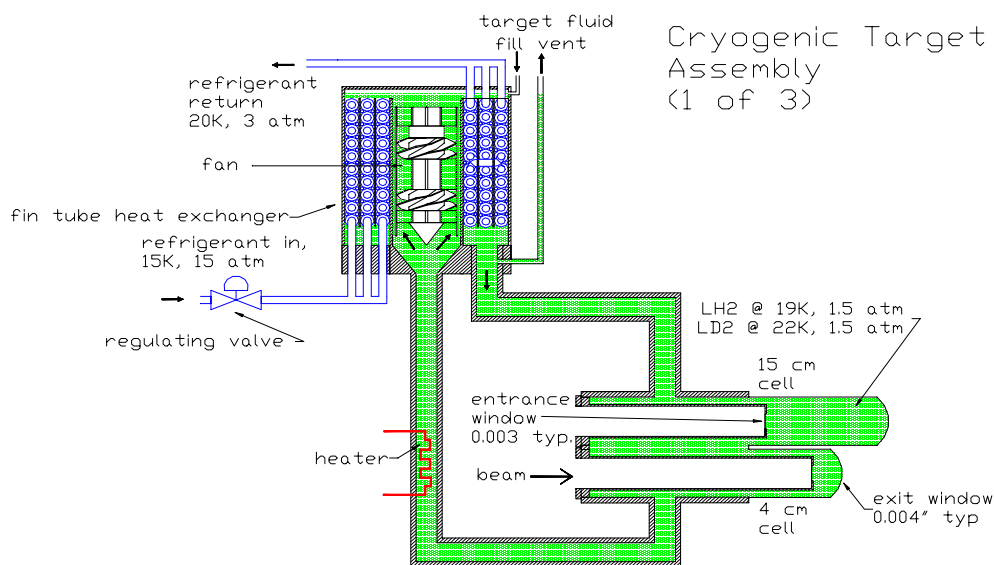 Cryogenic Target
Assembly
(1 of 3)
target fluid
fill vent
refrigerant
return
20K, 3 atm
fan
fin tube heat exchanger
refrigerant in,
15K, 15 atm
regulating valve
LH2 @ 19K, 1.5 atm
LD2 @ 22K, 1.5 atm
15 cm
cell
entrance
window
0.003 typ.
heater
beam
exit window
0.004" typ
4 cm
cell